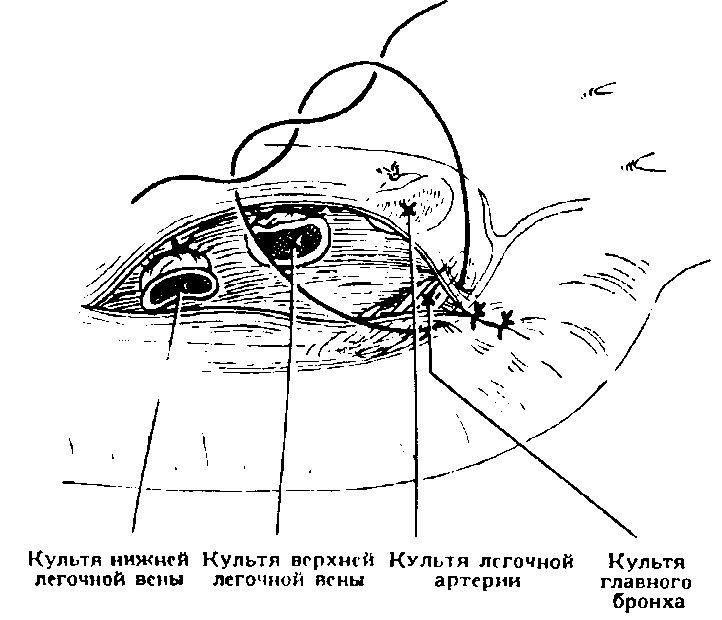 Культя нижней
легочной вены
Культя верхней
легочной вены
Культя легочной
артерии
Культя
главного
бронха